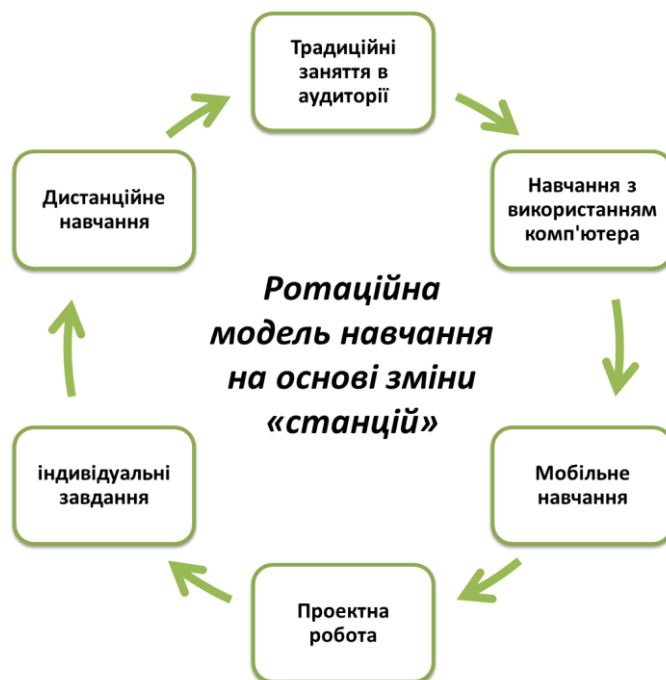 Традиційні
заняття в
аудиторії
Навчання з
використанням
комп'ютера
Мобільне
навчання
Проектна
робота
індивідуальні
завдання
Дистанційне
навчання
Ротаційна
модель навчання
на основі зміни
«станцій»